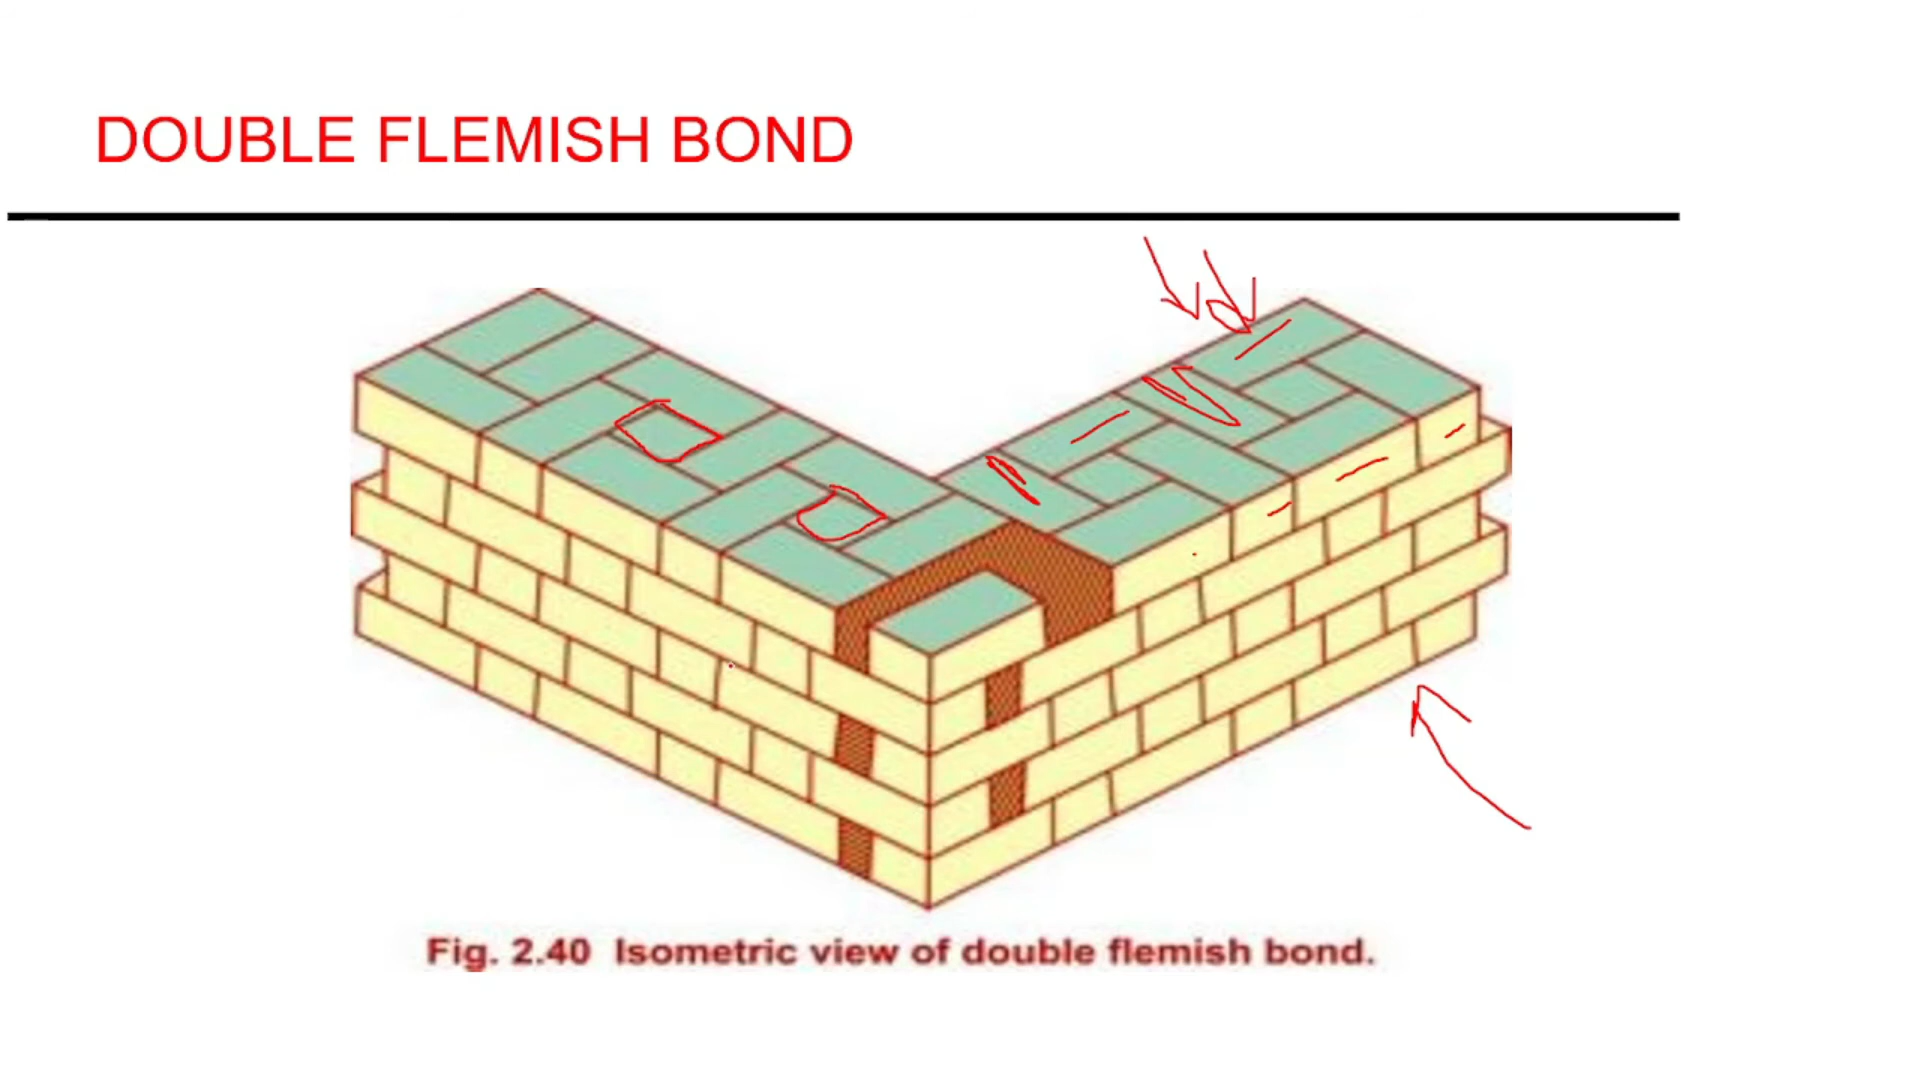 DOUBLE FLEMISH BOND
Fig. 2.40 Isometric view of double flemish bond.